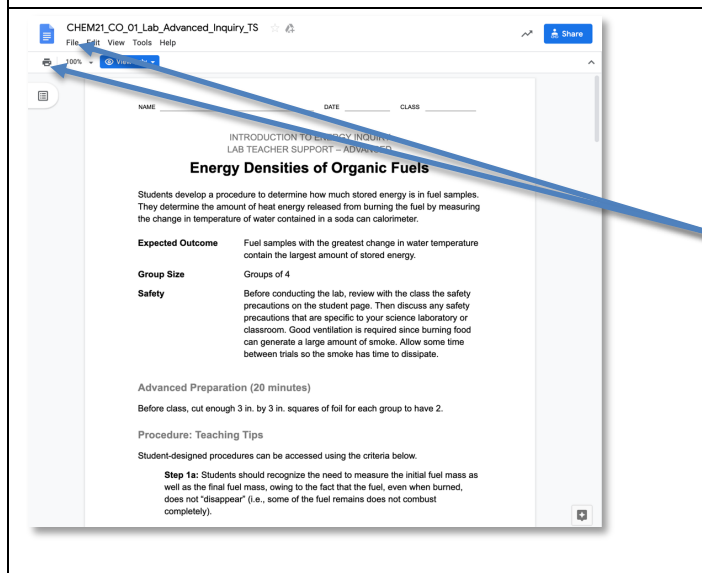 CHEM21_CO_01_Lab_Advanced_Inquiry_TS
File Edit View Tools Help
Share
100%
NAME DATE CLASS
INTRODUCTION TO ENERGY INQUIRY
LAB TEACHER SUPPORT – ADVANCED
Energy Densities of Organic Fuels
Students develop a procedure to determine how much stored energy is in fuel samples.
They determine the amount of heat energy released from burning the fuel by measuring
the change in temperature of water contained in a soda can calorimeter.
Expected Outcome Fuel samples with the greatest change in water temperature
contain the largest amount of stored energy.
Group Size Groups of 4
Safety Before conducting the lab, review with the class the safety
precautions on the student page. Then discuss any safety
precautions that are specific to your science laboratory or
classroom. Good ventilation is required since burning food
can generate a large amount of smoke. Allow some time
between trials so the smoke has time to dissipate.
Advanced Preparation (20 minutes)
Before class, cut enough 3 in. by 3 in. squares of foil for each group to have 2.
Procedure: Teaching Tips
Student-designed procedures can be accessed using the criteria below.
Step 1a: Students should recognize the need to measure the initial fuel mass as
well as the final fuel mass, owing to the fact that the fuel, even when burned,
does not "disappear" (i.e., some of the fuel remains does not combust
completely).